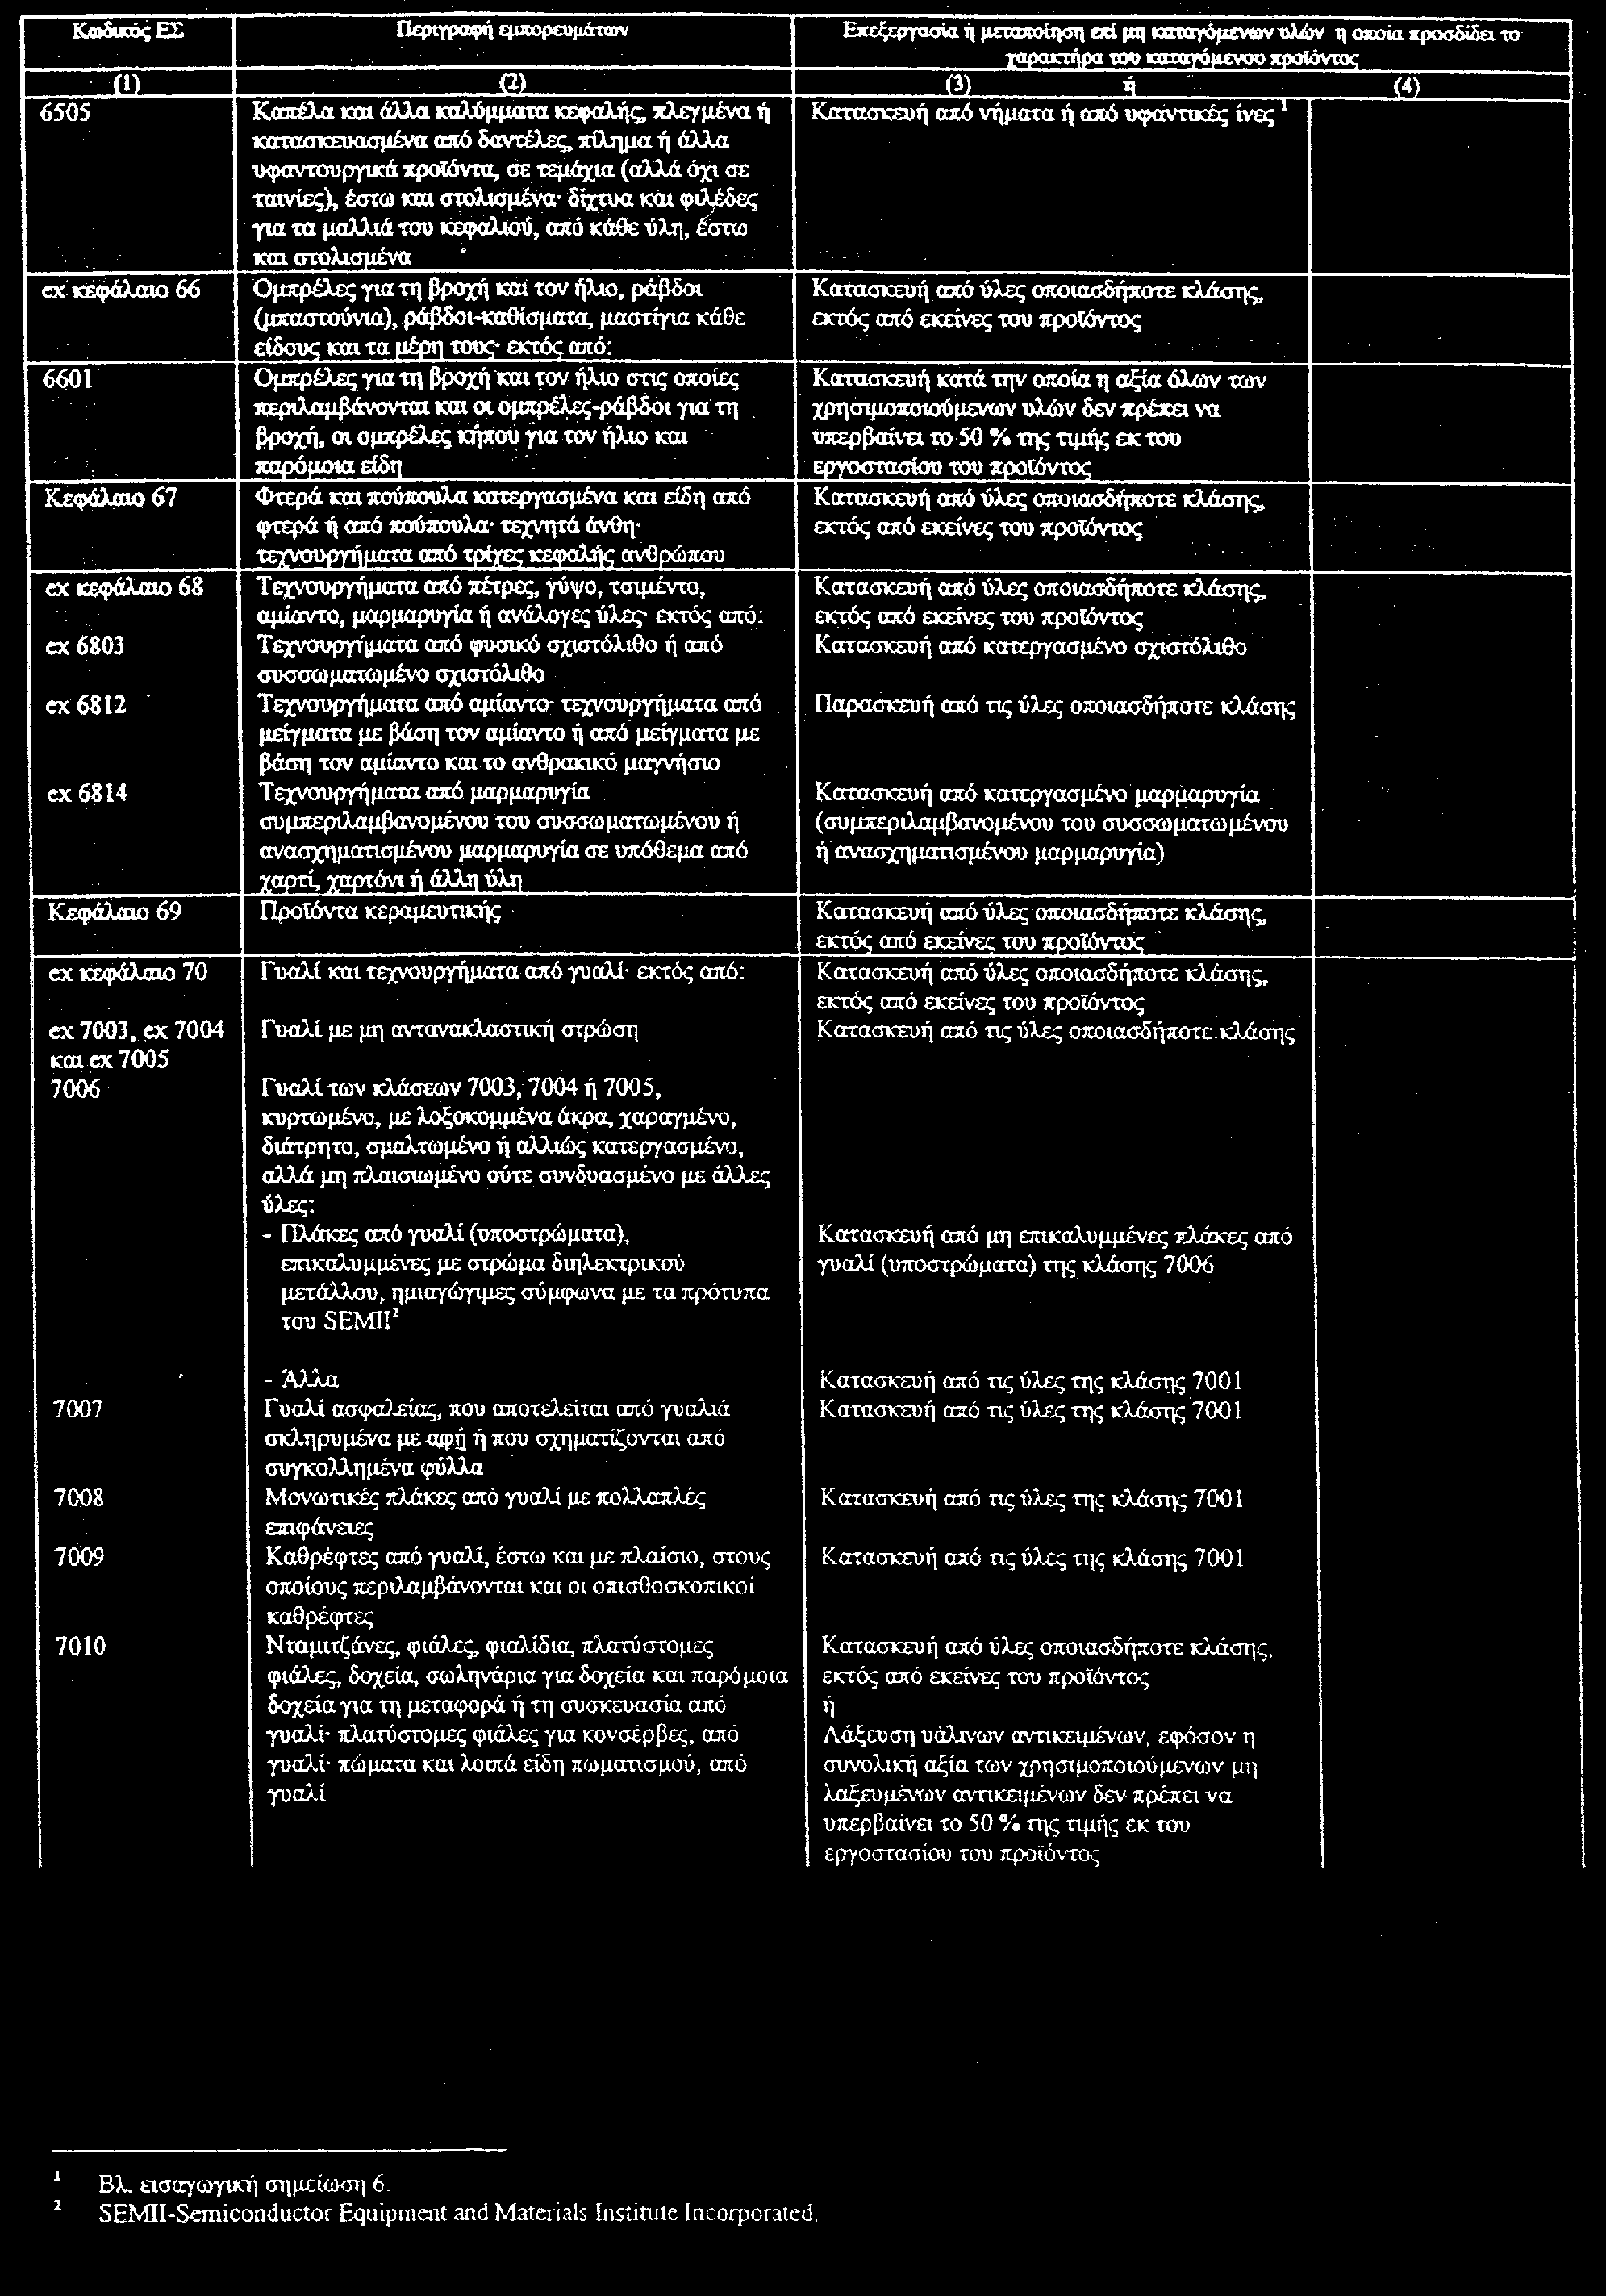 Κωδικός ΕΣ
Περιγραφή εμπορευμάτων
Επεξεργασία ή μεταποίηση επί μη καταγόμενων υλών η οποία προσδίδει το
χαρακτήρα του καταγόμενου προϊόντος
(1)
(2)
(3) ή (4)
6505
Καπέλα και άλλα καλύμματα κεφαλής, πλεγμένα ή
κατασκευασμένα από δαντέλες, πίλημα ή άλλα
υφαντουργικά προϊόντα, σε τεμάχια (αλλά όχι σε
ταινίες), έστω και στολισμένα· δίχτυα και φιλέδες
για τα μαλλιά του κεφαλιού, από κάθε ύλη, έστω
και στολισμένα
Κατασκευή από νήματα ή από υφαντικές ίνες ¹
ex κεφάλαιο 66
Ομπρέλες για τη βροχή και τον ήλιο, ράβδοι
(μπαστούνια), ράβδοι-καθίσματα, μαστίγια κάθε
είδους και τα μέρη τους· εκτός από:
Κατασκευή από ύλες οποιασδήποτε κλάσης,
εκτός από εκείνες του προϊόντος
6601
Ομπρέλες για τη βροχή και τον ήλιο στις οποίες
περιλαμβάνονται και οι ομπρέλες-ράβδοι για τη
βροχή, οι ομπρέλες κήπου για τον ήλιο και
παρόμοια είδη
Κατασκευή κατά την οποία η αξία όλων των
χρησιμοποιούμενων υλών δεν πρέπει να
υπερβαίνει το 50 % της τιμής εκ του
εργοστασίου του προϊόντος
Κεφάλαιο 67
Φτερά και πούπουλα κατεργασμένα και είδη από
φτερά ή από πούπουλα· τεχνητά άνθη·
τεχνουργήματα από τρίχες κεφαλής ανθρώπου
Κατασκευή από ύλες οποιασδήποτε κλάσης,
εκτός από εκείνες του προϊόντος
ex κεφάλαιο 68
Τεχνουργήματα από πέτρες, γύψο, τσιμέντο,
αμίαντο, μαρμαρυγία ή ανάλογες ύλες· εκτός από:
Κατασκευή από ύλες οποιασδήποτε κλάσης,
εκτός από εκείνες του προϊόντος
ex 6803
Τεχνουργήματα από φυσικό σχιστόλιθο ή από
συσσωματωμένο σχιστόλιθο
Κατασκευή από κατεργασμένο σχιστόλιθο
ex 6812
Τεχνουργήματα από αμίαντο· τεχνουργήματα από
μείγματα με βάση τον αμίαντο ή από μείγματα με
βάση τον αμίαντο και το ανθρακικό μαγνήσιο
Παρασκευή από τις ύλες οποιασδήποτε κλάσης
ex 6814
Τεχνουργήματα από μαρμαρυγία
συμπεριλαμβανομένου του συσσωματωμένου ή
ανασχηματισμένου μαρμαρυγία σε υπόθεμα από
χαρτί, χαρτόνι ή άλλη ύλη
Κατασκευή από κατεργασμένο μαρμαρυγία
(συμπεριλαμβανομένου του συσσωματωμένου
ή ανασχηματισμένου μαρμαρυγία)
Κεφάλαιο 69
Προϊόντα κεραμευτικής
Κατασκευή από ύλες οποιασδήποτε κλάσης,
εκτός από εκείνες του προϊόντος
ex κεφάλαιο 70
Γυαλί και τεχνουργήματα από γυαλί· εκτός από:
Κατασκευή από ύλες οποιασδήποτε κλάσης,
εκτός από εκείνες του προϊόντος
ex 7003, ex 7004
και ex 7005
Γυαλί με μη αντανακλαστική στρώση
Κατασκευή από τις ύλες οποιασδήποτε κλάσης
7006
Γυαλί των κλάσεων 7003, 7004 ή 7005,
κυρτωμένο, με λοξοκομμένα άκρα, χαραγμένο,
διάτρητο, σμαλτωμένο ή αλλιώς κατεργασμένο,
αλλά μη πλαισιωμένο ούτε συνδυασμένο με άλλες
ύλες:
- Πλάκες από γυαλί (υποστρώματα),
επικαλυμμένες με στρώμα διηλεκτρικού
μετάλλου, ημιαγώγιμες σύμφωνα με τα πρότυπα
του SEMII²
Κατασκευή από μη επικαλυμμένες πλάκες από
γυαλί (υποστρώματα) της κλάσης 7006
- Άλλα
Κατασκευή από τις ύλες της κλάσης 7001
7007
Γυαλί ασφαλείας, που αποτελείται από γυαλιά
σκληρυμένα με αφή ή που σχηματίζονται από
συγκολλημένα φύλλα
Κατασκευή από τις ύλες της κλάσης 7001
7008
Μονωτικές πλάκες από γυαλί με πολλαπλές
επιφάνειες
Κατασκευή από τις ύλες της κλάσης 7001
7009
Καθρέφτες από γυαλί, έστω και με πλαίσιο, στους
οποίους περιλαμβάνονται και οι οπισθοσκοπικοί
καθρέφτες
Κατασκευή από τις ύλες της κλάσης 7001
7010
Νταμιτζάνες, φιάλες, φιαλίδια, πλατύστομες
φιάλες, δοχεία, σωληνάρια για δοχεία και παρόμοια
δοχεία για τη μεταφορά ή τη συσκευασία από
γυαλί· πλατύστομες φιάλες για κονσέρβες, από
γυαλί· πώματα και λοιπά είδη πωματισμού, από
γυαλί
Κατασκευή από ύλες οποιασδήποτε κλάσης,
εκτός από εκείνες του προϊόντος
ή
Λάξευση υάλινων αντικειμένων, εφόσον η
συνολική αξία των χρησιμοποιούμενων μη
λαξευμένων αντικειμένων δεν πρέπει να
υπερβαίνει το 50 % της τιμής εκ του
εργοστασίου του προϊόντος
¹ Βλ. εισαγωγική σημείωση 6.
² SEMII-Semiconductor Equipment and Materials Institute Incorporated.